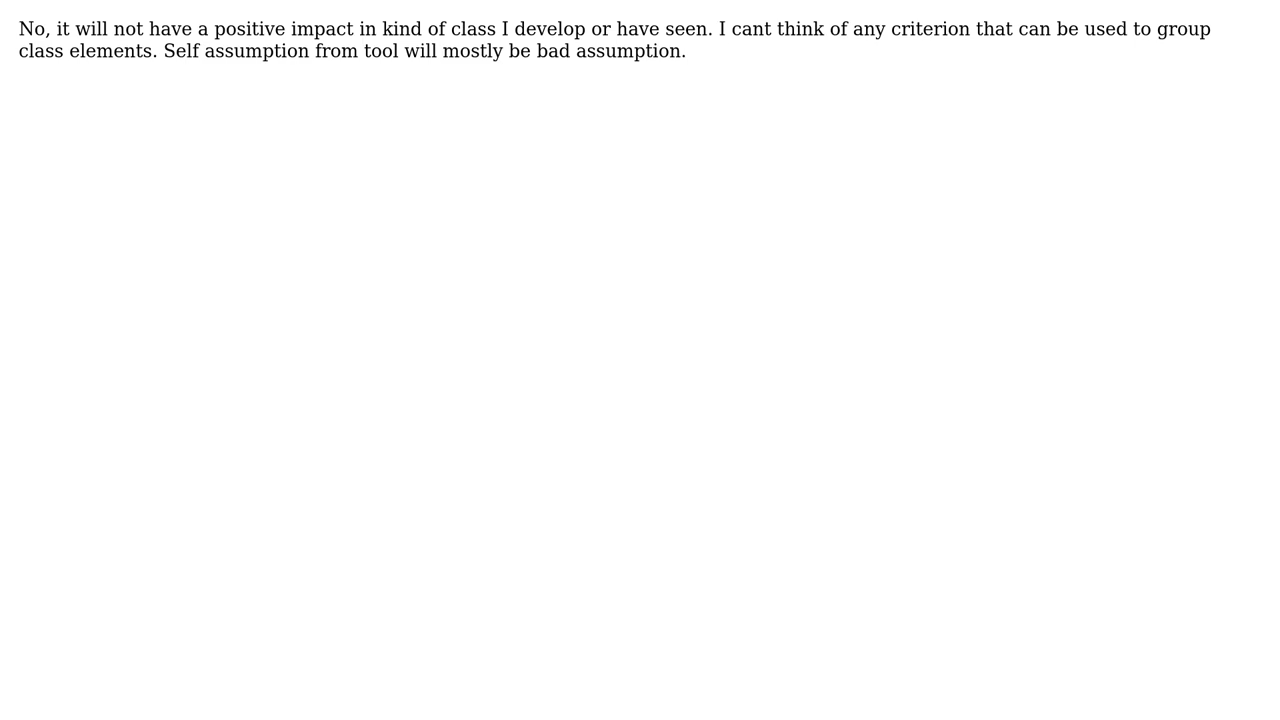 No, it will not have a positive impact in kind of class I develop or have seen. I cant think of any criterion that can be used to group
class elements. Self assumption from tool will mostly be bad assumption.